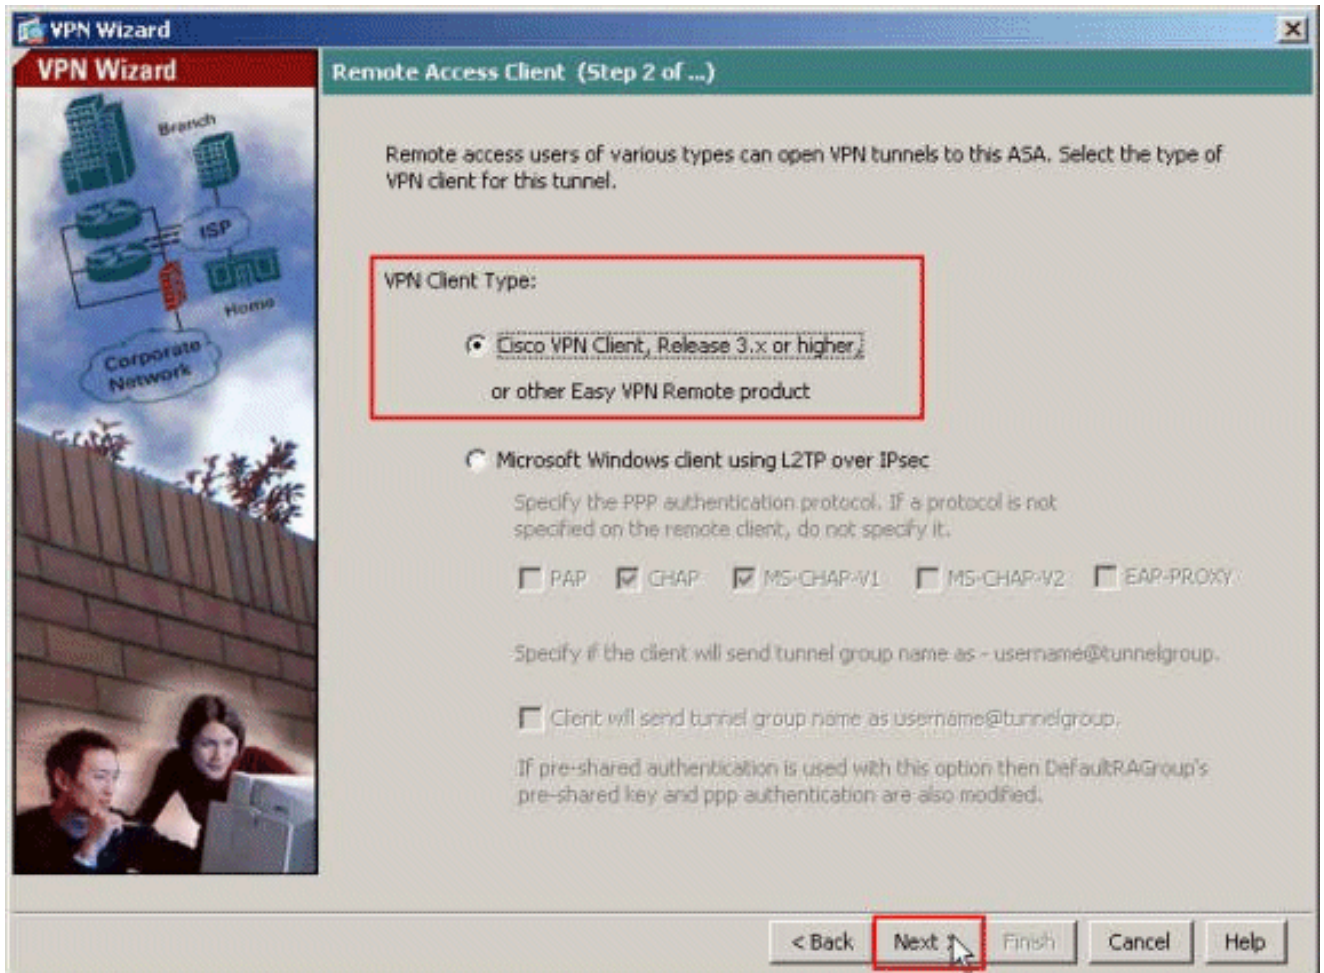 VPN Wizard
VPN Wizard
Remote Access Client (Step 2 of ...)
Branch
ISP
Home
Corporate
Network
Remote access users of various types can open VPN tunnels to this ASA. Select the type of
VPN client for this tunnel.
VPN Client Type:
Cisco VPN Client, Release 3.x or higher,
or other Easy VPN Remote product
Microsoft Windows client using L2TP over IPsec
Specify the PPP authentication protocol. If a protocol is not
specified on the remote client, do not specify it.
PAP CHAP MS-CHAP-V1 MS-CHAP-V2 EAP-PROXY
Specify if the client will send tunnel group name as - username@tunnelgroup.
Client will send tunnel group name as username@tunnelgroup.
If pre-shared authentication is used with this option then DefaultRAGroup's
pre-shared key and ppp authentication are also modified.
< Back Next > Finish Cancel Help